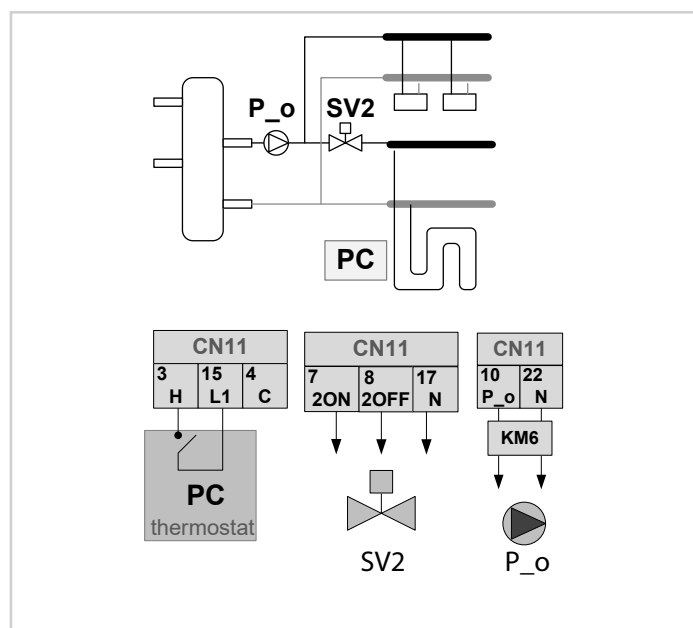 P_o SV2
PC
CN11
3 15 4
H L1 C
PC
thermostat
CN11
7 8 17
2ON 2OFF N
SV2
CN11
10 22
P_o N
KM6
P_o